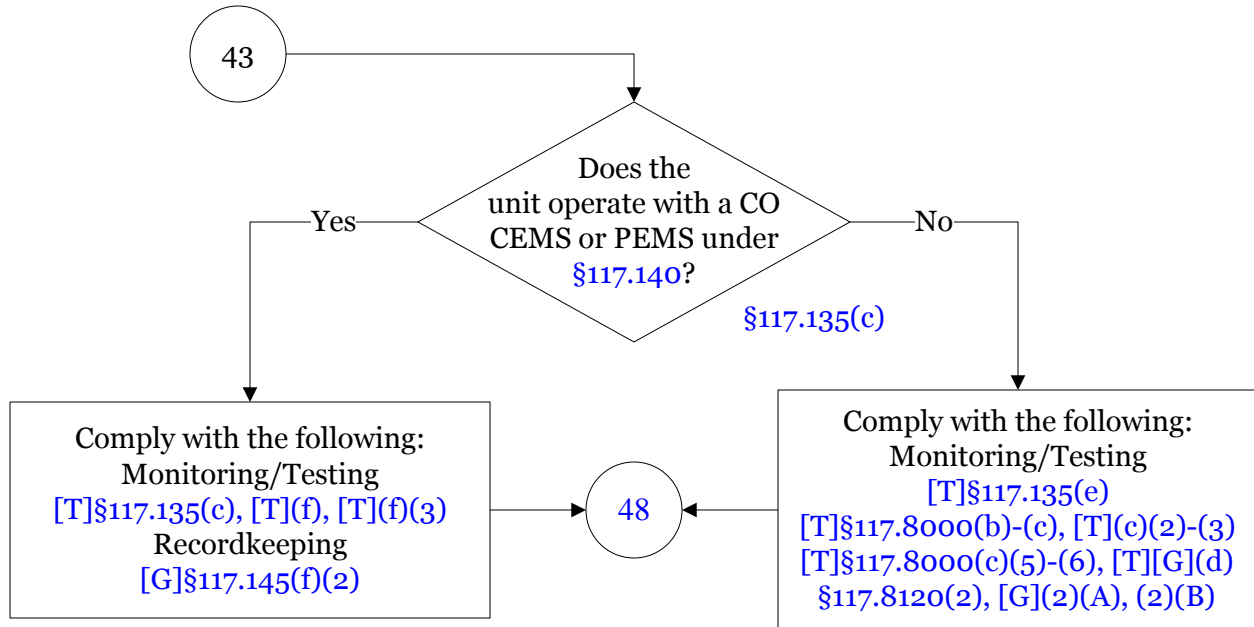 43
Does the
unit operate with a CO
CEMS or PEMS under
§117.140?
Yes
No
§117.135(c)
Comply with the following:
Monitoring/Testing
[T]§117.135(c), [T](f), [T](f)(3)
Recordkeeping
[G]§117.145(f)(2)
48
Comply with the following:
Monitoring/Testing
[T]§117.135(e)
[T]§117.8000(b)-(c), [T](c)(2)-(3)
[T]§117.8000(c)(5)-(6), [T][G](d)
§117.8120(2), [G](2)(A), (2)(B)